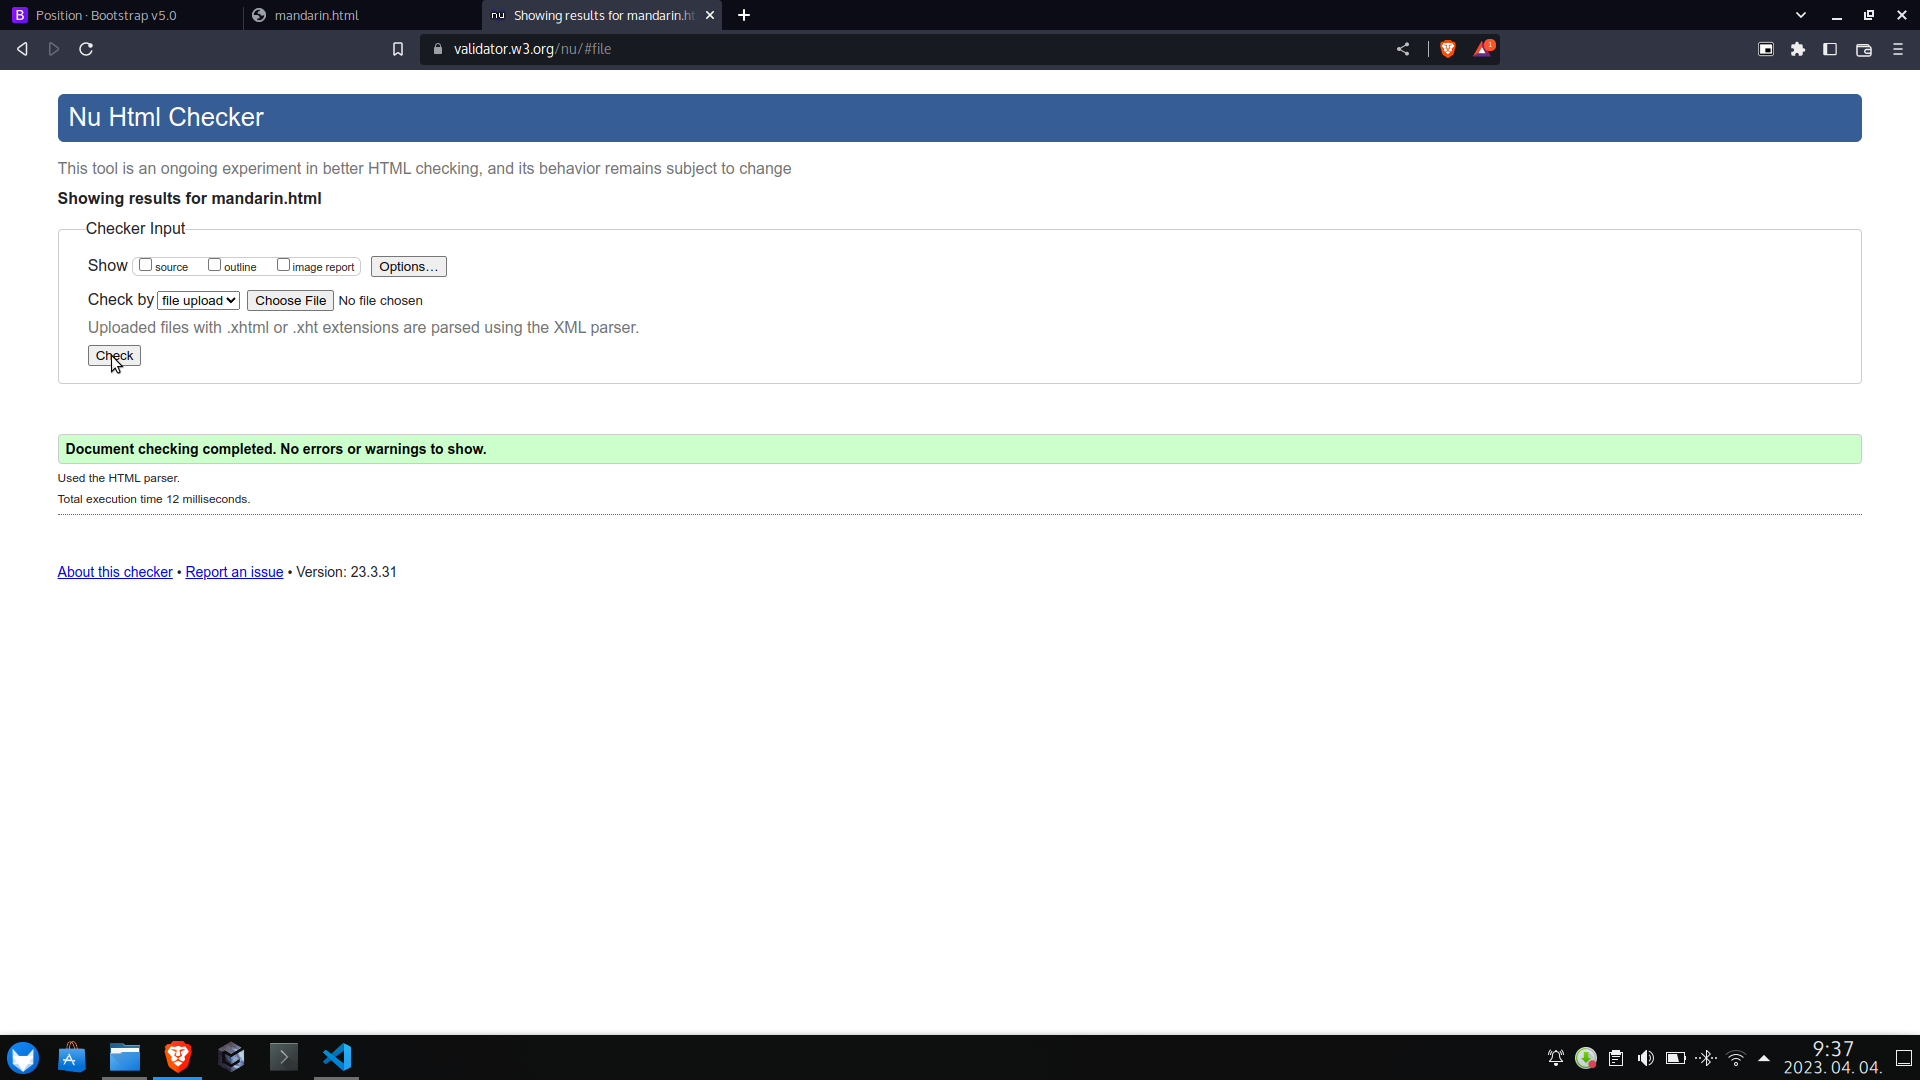 Position · Bootstrap v5.0
mandarin.html
Showing results for mandarin.ht
validator.w3.org/nu/#file
1
Nu Html Checker
This tool is an ongoing experiment in better HTML checking, and its behavior remains subject to change
Showing results for mandarin.html
Checker Input
Show source outline image report Options…
Check by file upload Choose File No file chosen
Uploaded files with .xhtml or .xht extensions are parsed using the XML parser.
Check
Document checking completed. No errors or warnings to show.
Used the HTML parser.
Total execution time 12 milliseconds.
About this checker • Report an issue • Version: 23.3.31
9:37
2023. 04. 04.